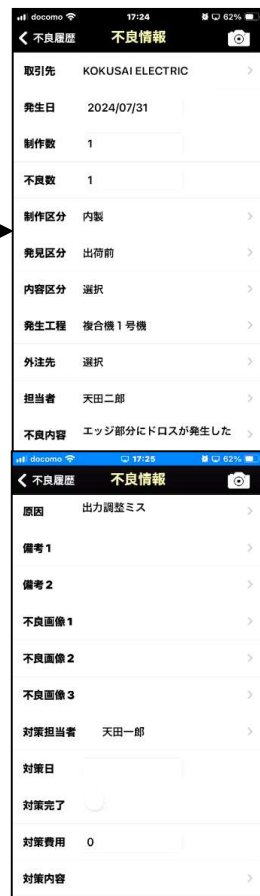 docomo 17:24 62%
不良履歴 不良情報
取引先 KOKUSAI ELECTRIC
発生日 2024/07/31
制作数 1
不良数 1
制作区分 内製
発見区分 出荷前
内容区分 選択
発生工程 複合機1号機
外注先 選択
担当者 天田二郎
不良内容 エッジ部分にドロスが発生した
docomo 17:25 62%
不良履歴 不良情報
原因 出力調整ミス
備考1
備考2
不良画像1
不良画像2
不良画像3
対策担当者 天田一郎
対策日
対策完了
対策費用 0
対策内容